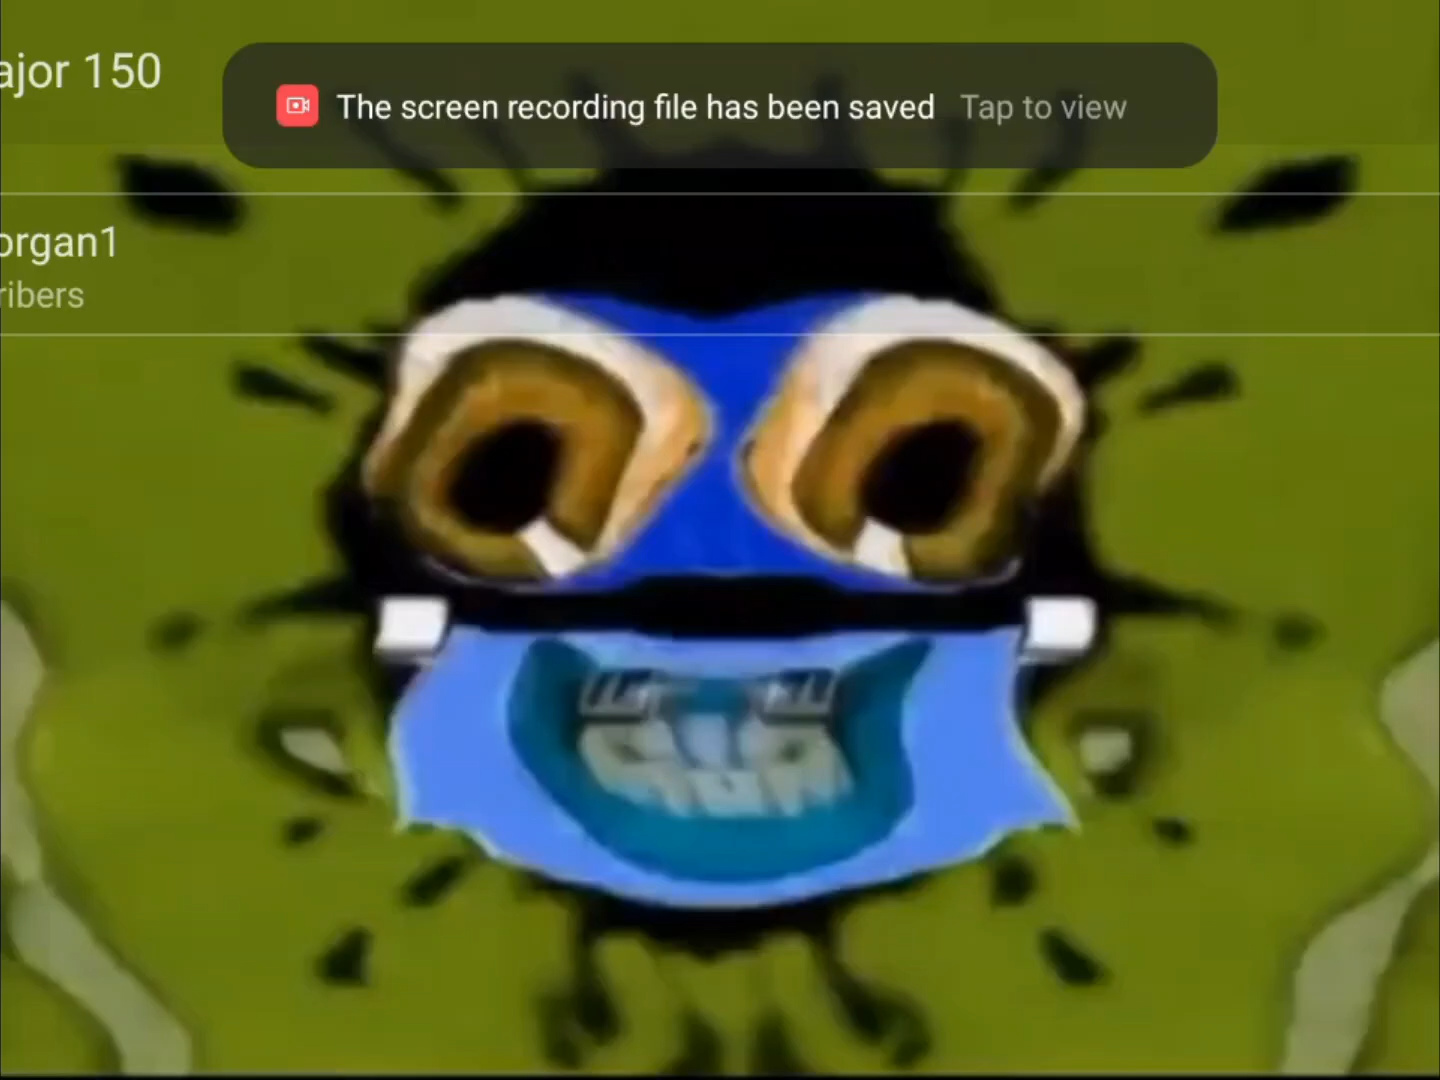 ajor 150
The screen recording file has been saved Tap to view
organ1
ribers